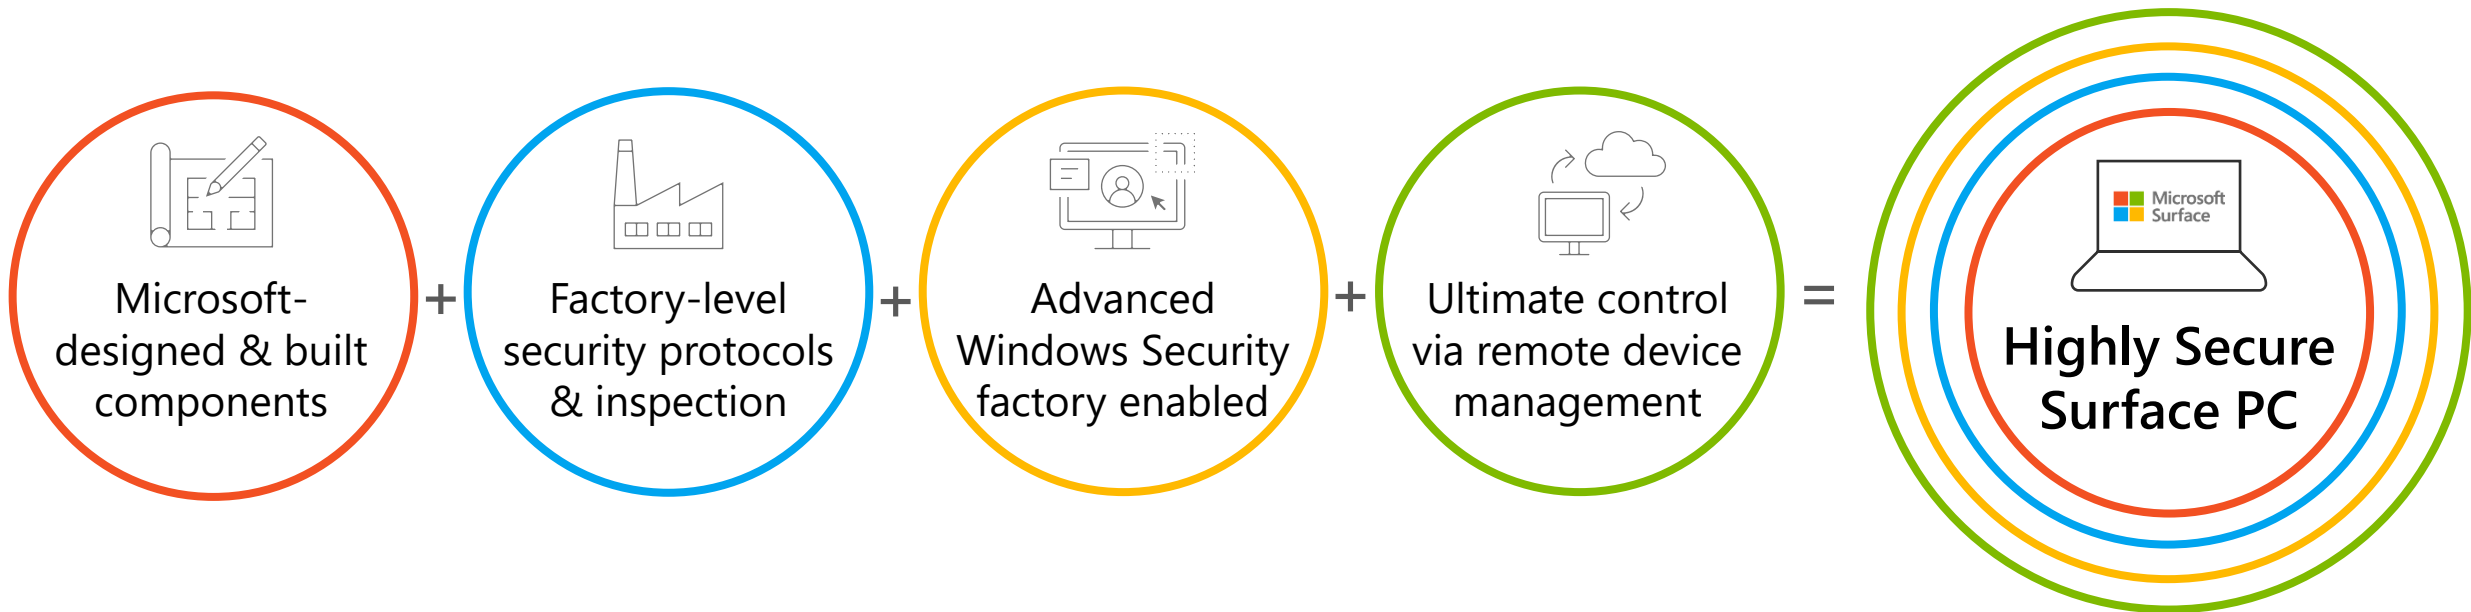 Microsoft-
designed & built
components
+
Factory-level
security protocols
& inspection
+
Advanced
Windows Security
factory enabled
+
Ultimate control
via remote device
management
=
Microsoft
Surface
Highly Secure
Surface PC